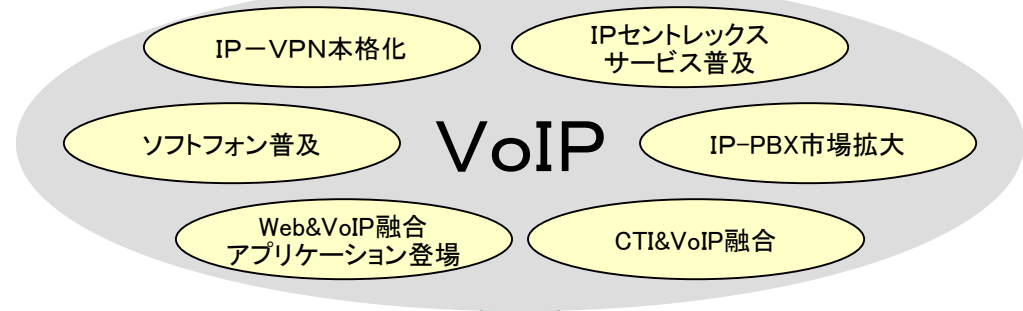 IP－VPN本格化
IPセントレックス
サービス普及
ソフトフォン普及
VoIP
IP-PBX市場拡大
Web&VoIP融合
アプリケーション登場
CTI&VoIP融合